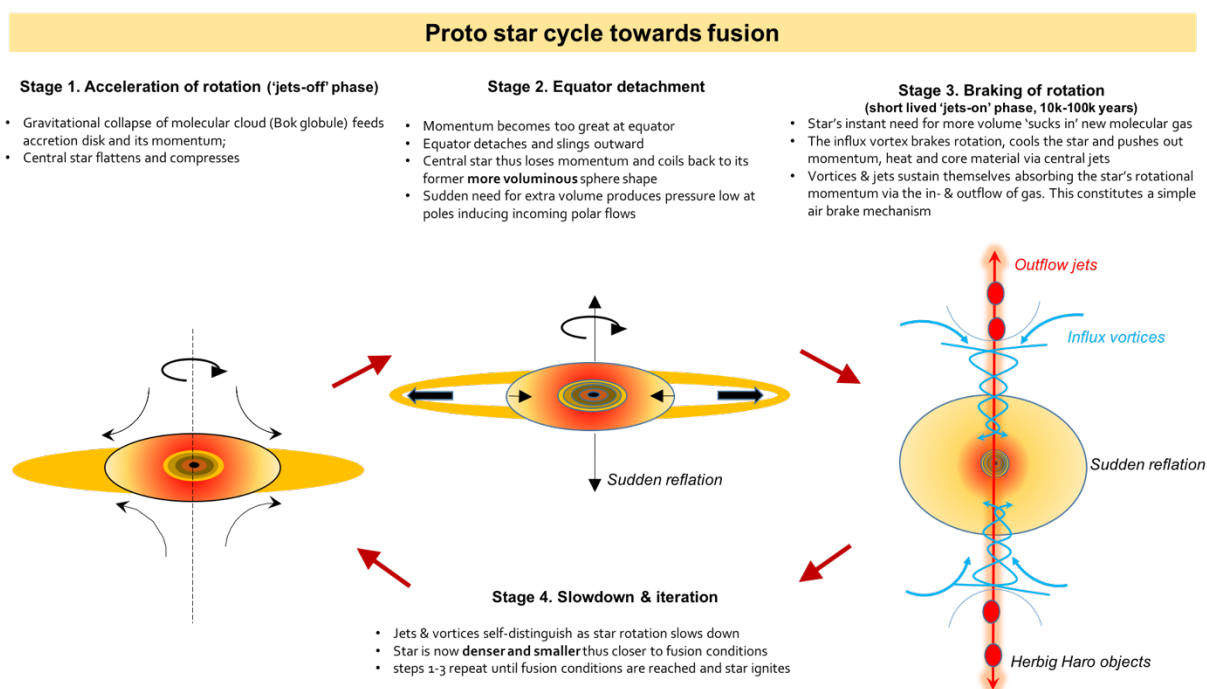 Proto star cycle towards fusion
Stage 1. Acceleration of rotation ('jets-off' phase)
• Gravitational collapse of molecular cloud (Bok globule) feeds
accretion disk and its momentum;
• Central star flattens and compresses
Stage 2. Equator detachment
• Momentum becomes too great at equator
• Equator detaches and slings outward
• Central star thus loses momentum and coils back to its
former more voluminous sphere shape
• Sudden need for extra volume produces pressure low at
poles inducing incoming polar flows
Stage 3. Braking of rotation
(short lived 'jets-on' phase, 10k-100k years)
• Star's instant need for more volume 'sucks in' new molecular gas
• The influx vortex brakes rotation, cools the star and pushes out
momentum, heat and core material via central jets
• Vortices & jets sustain themselves absorbing the star's rotational
momentum via the in- & outflow of gas. This constitutes a simple
air brake mechanism
Outflow jets
Influx vortices
Sudden reflation
Sudden reflation
Herbig Haro objects
Stage 4. Slowdown & iteration
• Jets & vortices self-distinguish as star rotation slows down
• Star is now denser and smaller thus closer to fusion conditions
• steps 1-3 repeat until fusion conditions are reached and star ignites